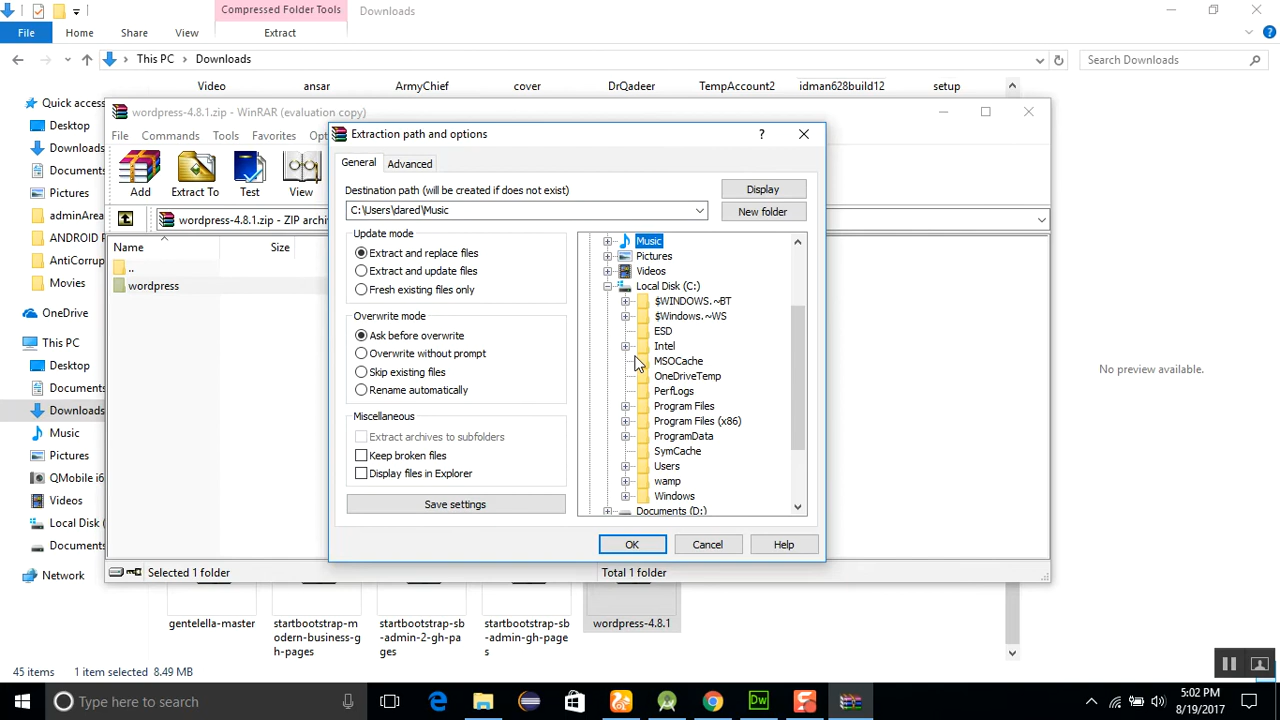 Compressed Folder Tools
Downloads
File
Home
Share
View
Extract
This PC
Downloads
Search Downloads
Video
ansar
ArmyChief
cover
DrQadeer
TempAccount2
idman628build12
setup
Quick access
Desktop
Downloads
Documents
Pictures
adminArea
ANDROID P
AntiCorrup
Movies
OneDrive
This PC
Desktop
Documents
Downloads
Music
Pictures
QMobile i6
Videos
Local Disk (
Documents
Network
wordpress-4.8.1.zip - WinRAR (evaluation copy)
File
Commands
Tools
Favorites
Opt
Add
Extract To
Test
View
wordpress-4.8.1.zip - ZIP archi
Name
Size
..
wordpress
Selected 1 folder
Total 1 folder
Extraction path and options
?
General
Advanced
Destination path (will be created if does not exist)
Display
C:\Users\dared\Music
New folder
Update mode
Extract and replace files
Extract and update files
Fresh existing files only
Overwrite mode
Ask before overwrite
Overwrite without prompt
Skip existing files
Rename automatically
Miscellaneous
Extract archives to subfolders
Keep broken files
Display files in Explorer
Save settings
Music
Pictures
Videos
Local Disk (C:)
$WINDOWS.~BT
$Windows.~WS
ESD
Intel
MSOCache
OneDriveTemp
PerfLogs
Program Files
Program Files (x86)
ProgramData
SymCache
Users
wamp
Windows
Documents (D:)
OK
Cancel
Help
No preview available.
gentelella-master
startbootstrap-modern-business-gh-pages
startbootstrap-sb-admin-2-gh-pages
startbootstrap-sb-admin-gh-pages
wordpress-4.8.1
45 items
1 item selected 8.49 MB
Type here to search
Dw
5:02 PM
8/19/2017